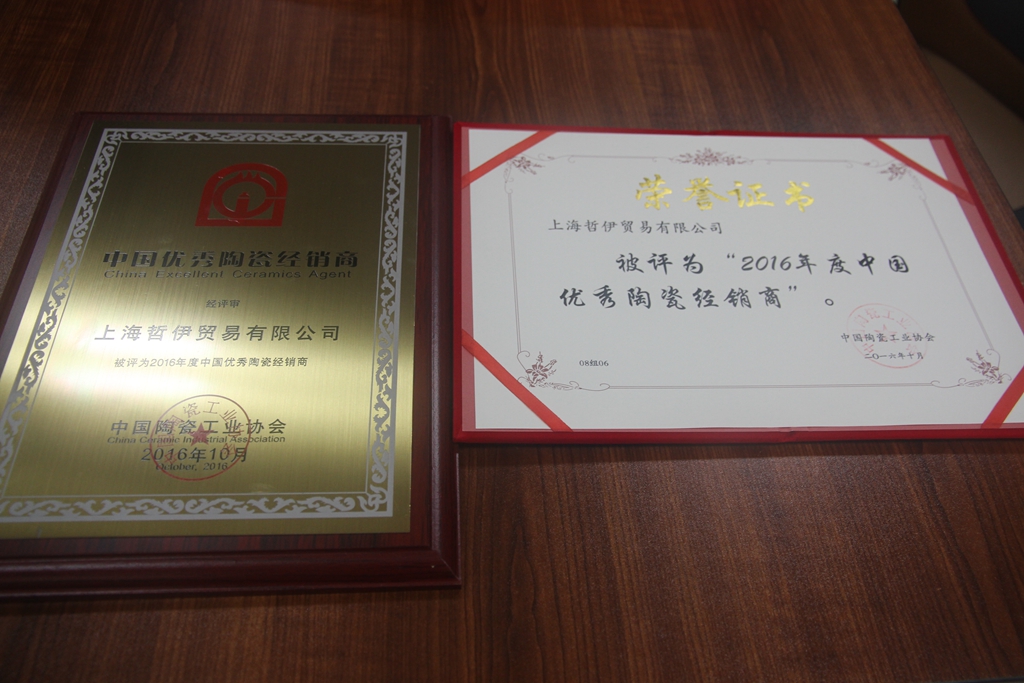 中国优秀陶瓷经销商
China Excellent Ceramics Agent
经评审
上海哲伊贸易有限公司
被评为2016年度中国优秀陶瓷经销商
中国陶瓷工业协会
China Ceramic Industrial Association
2016年10月
October, 2016
荣誉证书
上海哲伊贸易有限公司
被评为“2016年度中国
优秀陶瓷经销商”。
中国陶瓷工业协会
二〇一六年十月
08组06